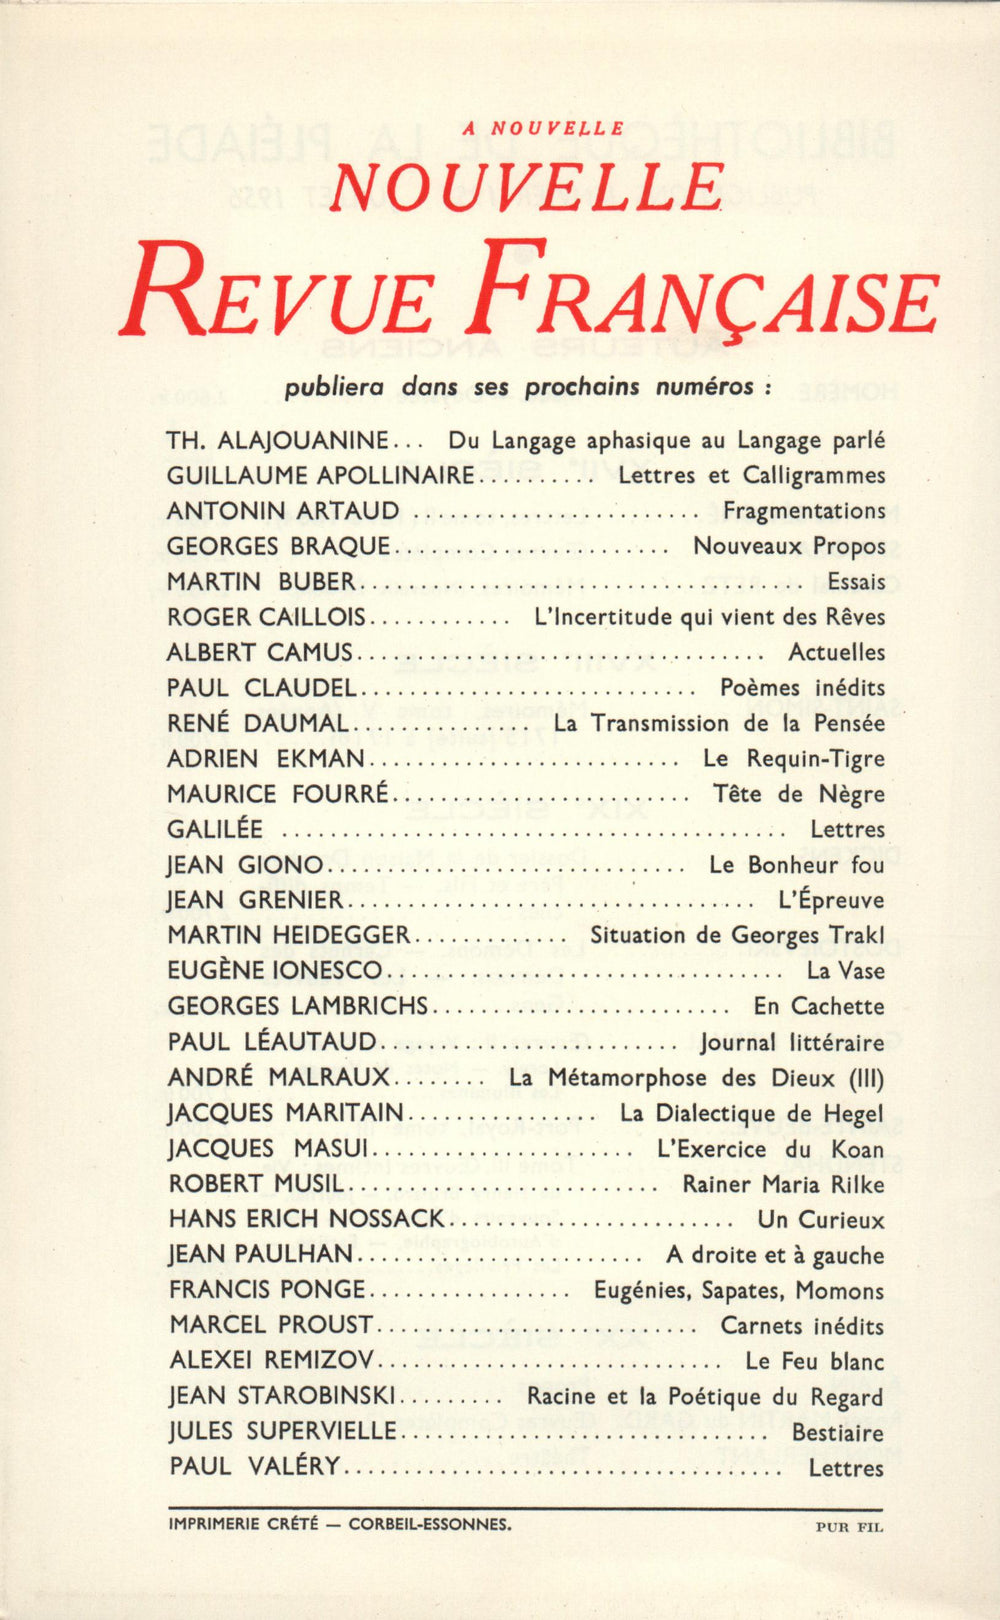 A NOUVELLE
NOUVELLE
REVUE FRANÇAISE
publiera dans ses prochains numéros :
TH. ALAJOUANINE... Du Langage aphasique au Langage parlé
GUILLAUME APOLLINAIRE.......... Lettres et Calligrammes
ANTONIN ARTAUD ........................ Fragmentations
GEORGES BRAQUE....................... Nouveaux Propos
MARTIN BUBER..................................... Essais
ROGER CAILLOIS............ L'Incertitude qui vient des Rêves
ALBERT CAMUS.................................. Actuelles
PAUL CLAUDEL............................ Poèmes inédits
RENÉ DAUMAL............... La Transmission de la Pensée
ADRIEN EKMAN.......................... Le Requin-Tigre
MAURICE FOURRÉ......................... Tête de Nègre
GALILÉE .......................................... Lettres
JEAN GIONO.............................. Le Bonheur fou
JEAN GRENIER.................................. L'Épreuve
MARTIN HEIDEGGER............. Situation de Georges Trakl
EUGÈNE IONESCO................................. La Vase
GEORGES LAMBRICHS......................... En Cachette
PAUL LÉAUTAUD......................... Journal littéraire
ANDRÉ MALRAUX........ La Métamorphose des Dieux (III)
JACQUES MARITAIN................ La Dialectique de Hegel
JACQUES MASUI...................... L'Exercice du Koan
ROBERT MUSIL.......................... Rainer Maria Rilke
HANS ERICH NOSSACK........................ Un Curieux
JEAN PAULHAN........................ A droite et à gauche
FRANCIS PONGE................. Eugénies, Sapates, Momons
MARCEL PROUST........................... Carnets inédits
ALEXEI REMIZOV............................. Le Feu blanc
JEAN STAROBINSKI......... Racine et la Poétique du Regard
JULES SUPERVIELLE................................. Bestiaire
PAUL VALÉRY..................................... Lettres
IMPRIMERIE CRÉTÉ — CORBEIL-ESSONNES. PUR FIL